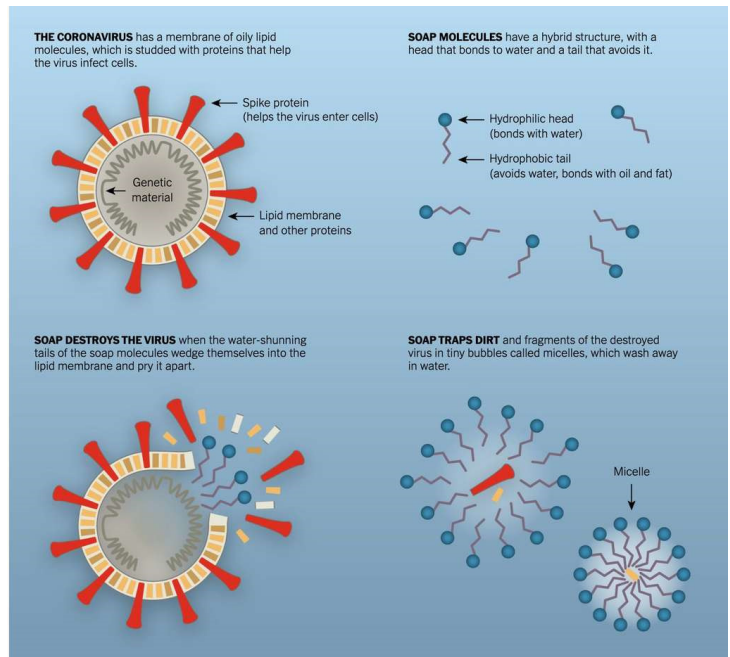 THE CORONAVIRUS has a membrane of oily lipid
molecules, which is studded with proteins that help
the virus infect cells.
Spike protein
(helps the virus enter cells)
Genetic
material
Lipid membrane
and other proteins
SOAP MOLECULES have a hybrid structure, with a
head that bonds to water and a tail that avoids it.
Hydrophilic head
(bonds with water)
Hydrophobic tail
(avoids water, bonds with oil and fat)
SOAP DESTROYS THE VIRUS when the water-shunning
tails of the soap molecules wedge themselves into the
lipid membrane and pry it apart.
SOAP TRAPS DIRT and fragments of the destroyed
virus in tiny bubbles called micelles, which wash away
in water.
Micelle